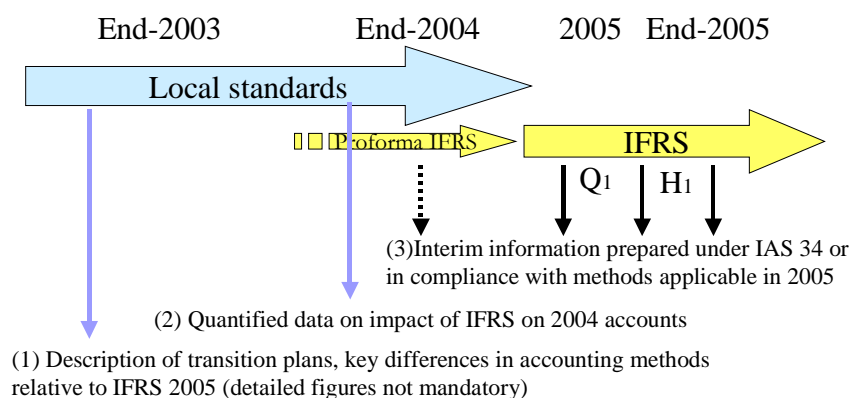 End-2003 End-2004 2005 End-2005
Local standards
Proforma IFRS IFRS
Q1 H1
(3)Interim information prepared under IAS 34 or
in compliance with methods applicable in 2005
(2) Quantified data on impact of IFRS on 2004 accounts
(1) Description of transition plans, key differences in accounting methods
relative to IFRS 2005 (detailed figures not mandatory)